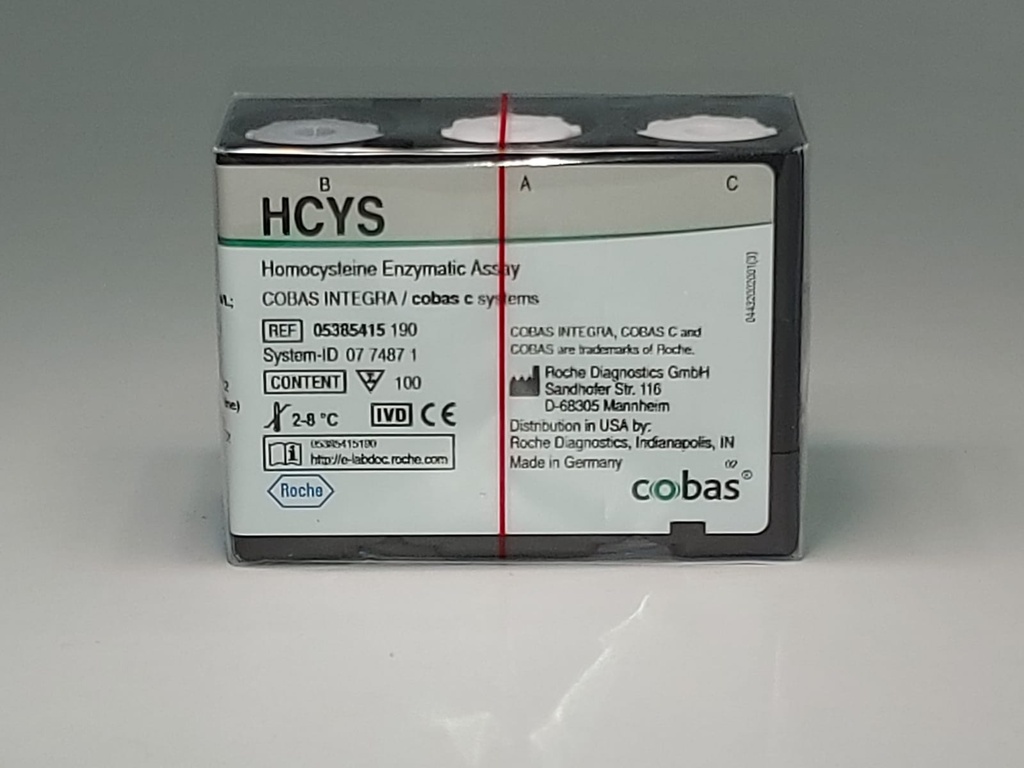 B A C
HCYS
Homocysteine Enzymatic Assay
COBAS INTEGRA / cobas c systems
REF 05385415 190
System-ID 07 7487 1
CONTENT 100
2-8 °C IVD CE
05385415190
http://e-labdoc.roche.com
Roche
COBAS INTEGRA, COBAS C and
COBAS are trademarks of Roche.
Roche Diagnostics GmbH
Sandhofer Str. 116
D-68305 Mannheim
Distribution in USA by:
Roche Diagnostics, Indianapolis, IN
Made in Germany
02
cobas®